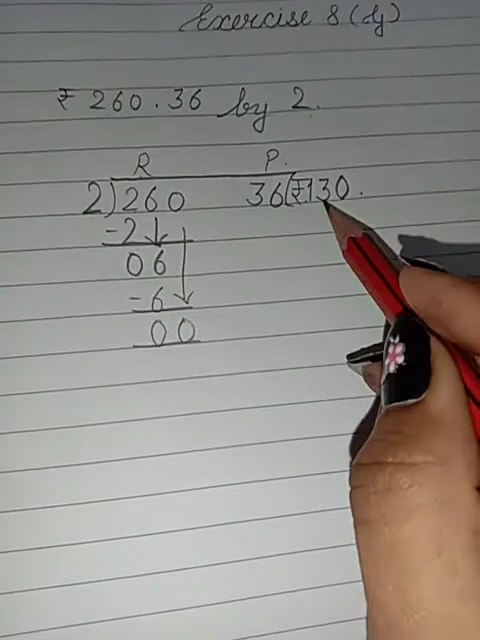 Exercise 8 (d)
₹ 260.36 by 2.
R P.
2)260 36(₹130.
-2
06
-6
00